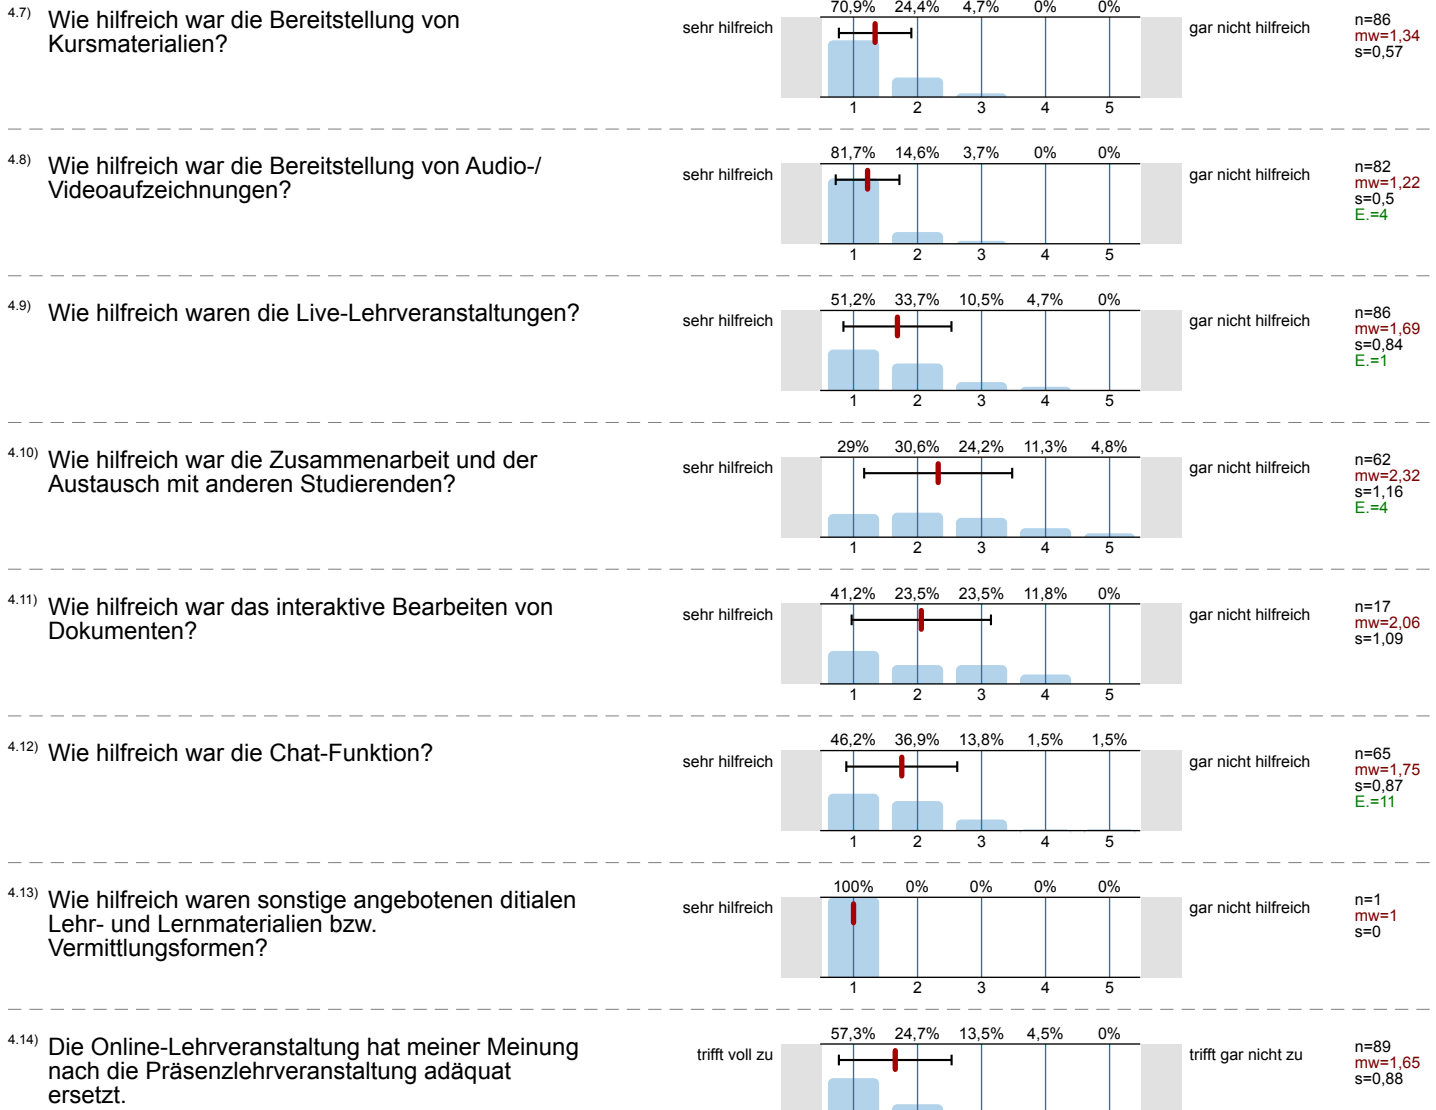 4.7) Wie hilfreich war die Bereitstellung von
Kursmaterialien?
sehr hilfreich
70,9% 24,4% 4,7% 0% 0%
1 2 3 4 5
gar nicht hilfreich
n=86
mw=1,34
s=0,57
4.8) Wie hilfreich war die Bereitstellung von Audio-/
Videoaufzeichnungen?
sehr hilfreich
81,7% 14,6% 3,7% 0% 0%
1 2 3 4 5
gar nicht hilfreich
n=82
mw=1,22
s=0,5
E.=4
4.9) Wie hilfreich waren die Live-Lehrveranstaltungen?
sehr hilfreich
51,2% 33,7% 10,5% 4,7% 0%
1 2 3 4 5
gar nicht hilfreich
n=86
mw=1,69
s=0,84
E.=1
4.10) Wie hilfreich war die Zusammenarbeit und der
Austausch mit anderen Studierenden?
sehr hilfreich
29% 30,6% 24,2% 11,3% 4,8%
1 2 3 4 5
gar nicht hilfreich
n=62
mw=2,32
s=1,16
E.=4
4.11) Wie hilfreich war das interaktive Bearbeiten von
Dokumenten?
sehr hilfreich
41,2% 23,5% 23,5% 11,8% 0%
1 2 3 4 5
gar nicht hilfreich
n=17
mw=2,06
s=1,09
4.12) Wie hilfreich war die Chat-Funktion?
sehr hilfreich
46,2% 36,9% 13,8% 1,5% 1,5%
1 2 3 4 5
gar nicht hilfreich
n=65
mw=1,75
s=0,87
E.=11
4.13) Wie hilfreich waren sonstige angebotenen ditialen
Lehr- und Lernmaterialien bzw.
Vermittlungsformen?
sehr hilfreich
100% 0% 0% 0% 0%
1 2 3 4 5
gar nicht hilfreich
n=1
mw=1
s=0
4.14) Die Online-Lehrveranstaltung hat meiner Meinung
nach die Präsenzlehrveranstaltung adäquat
ersetzt.
trifft voll zu
57,3% 24,7% 13,5% 4,5% 0%
trifft gar nicht zu
n=89
mw=1,65
s=0,88